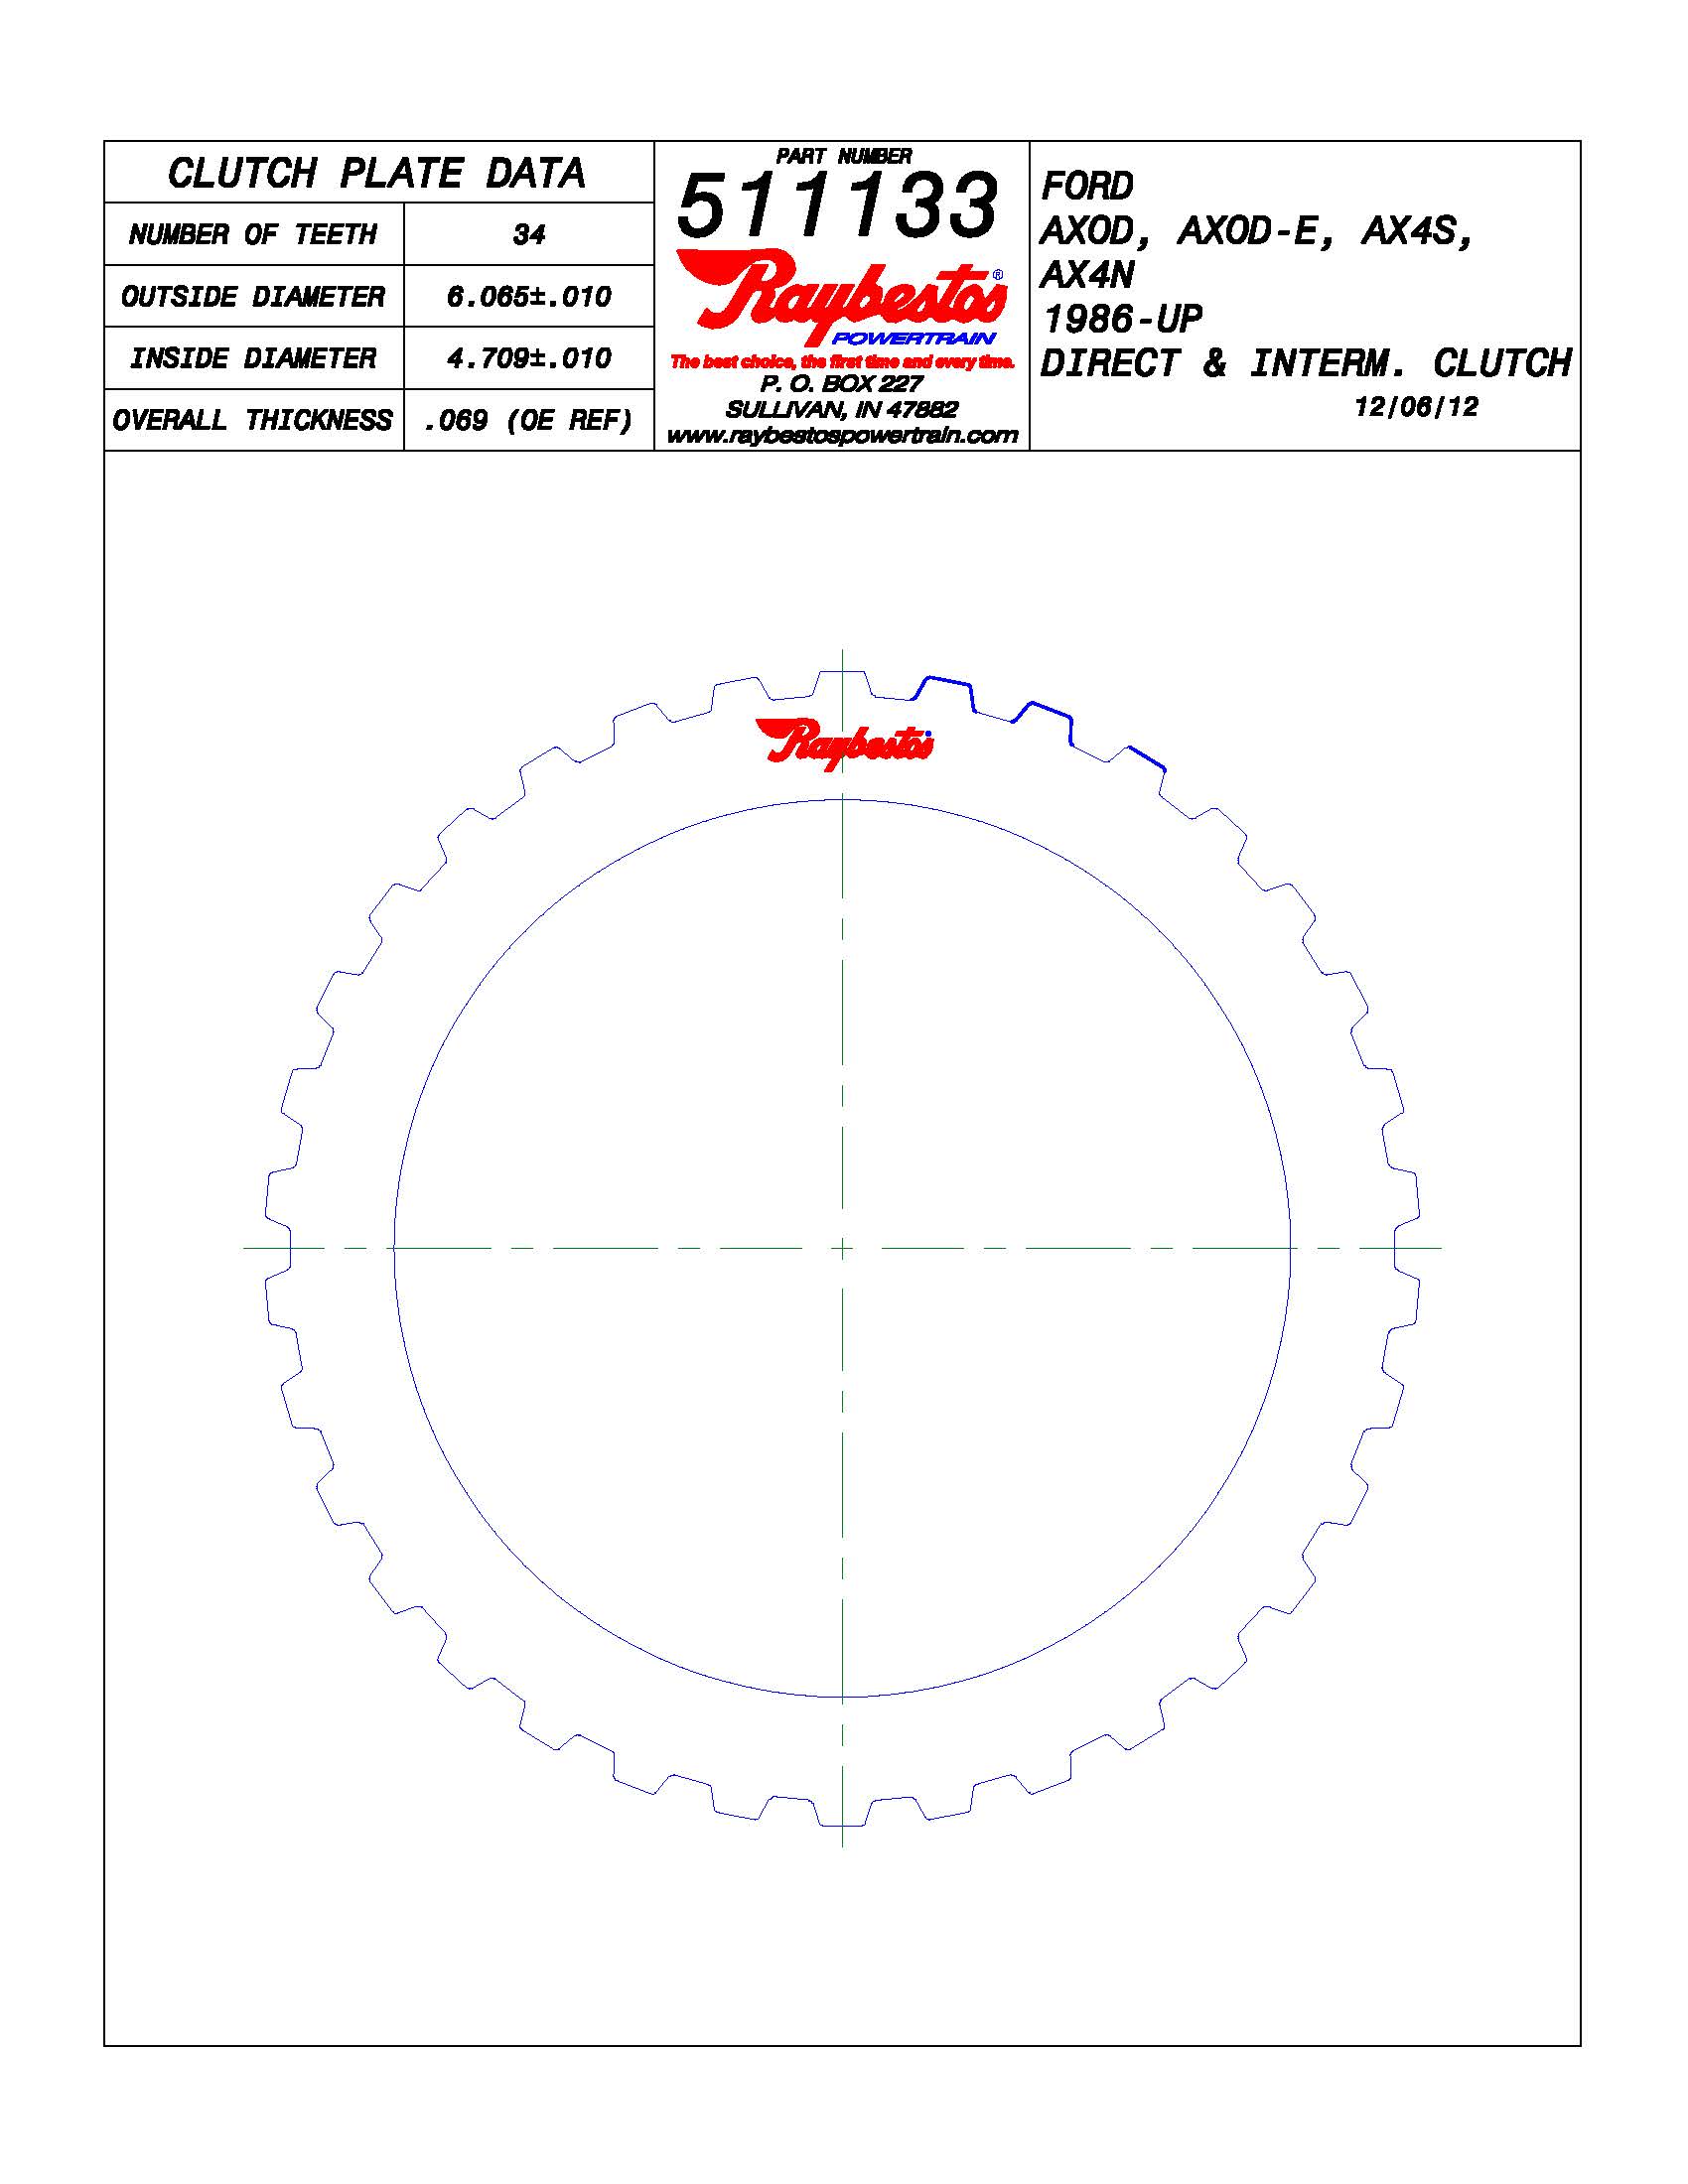 CLUTCH PLATE DATA
NUMBER OF TEETH 34
OUTSIDE DIAMETER 6.065±.010
INSIDE DIAMETER 4.709±.010
OVERALL THICKNESS .069 (OE REF)
PART NUMBER
511133
Raybestos®
POWERTRAIN
The best choice, the first time and every time.
P. O. BOX 227
SULLIVAN, IN 47882
www.raybestospowertrain.com
FORD
AXOD, AXOD-E, AX4S,
AX4N
1986-UP
DIRECT & INTERM. CLUTCH
12/06/12
Raybestos